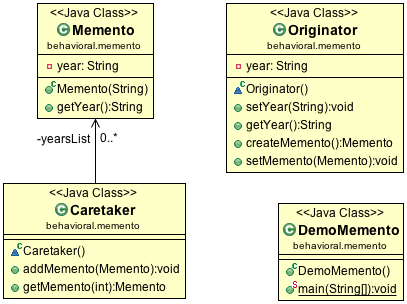 <<Java Class>>
Memento
behavioral.memento
year: String
Memento(String)
getYear():String
<<Java Class>>
Originator
behavioral.memento
year: String
Originator()
setYear(String):void
getYear():String
createMemento():Memento
setMemento(Memento):void
-yearsList 0..*
<<Java Class>>
Caretaker
behavioral.memento
Caretaker()
addMemento(Memento):void
getMemento(int):Memento
<<Java Class>>
DemoMemento
behavioral.memento
DemoMemento()
main(String[]):void